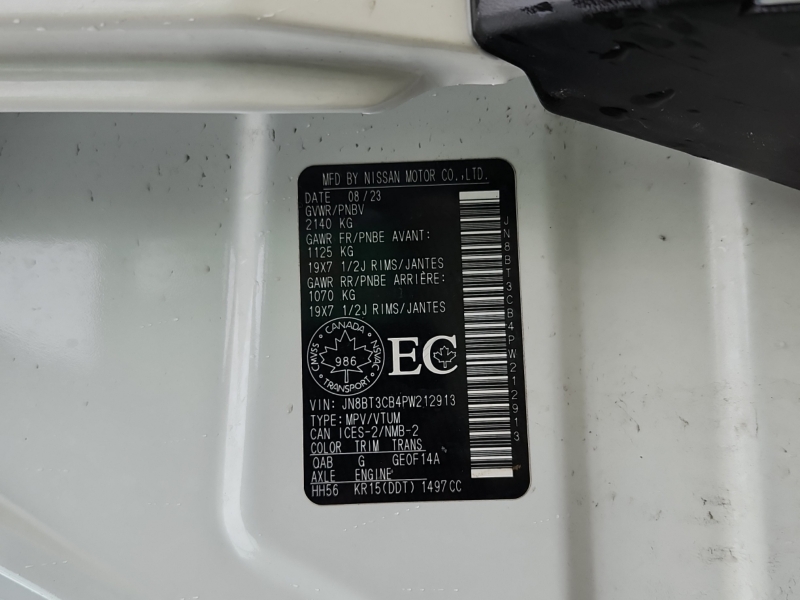 MFD BY NISSAN MOTOR CO.,LTD.
DATE 08/23
GVWR/PNBV
2140 KG
GAWR FR/PNBE AVANT:
1125 KG
19X7 1/2J RIMS/JANTES
GAWR RR/PNBE ARRIÈRE:
1070 KG
19X7 1/2J RIMS/JANTES
CANADA
CMVSS 986 NSVAC
TRANSPORT
EC
VIN: JN8BT3CB4PW212913
TYPE: MPV/VTUM
CAN ICES-2/NMB-2
COLOR TRIM TRANS
QAB G GE0F14A
AXLE ENGINE
HH56 KR15(DDT) 1497CC
JN8BT3CB4PW212913